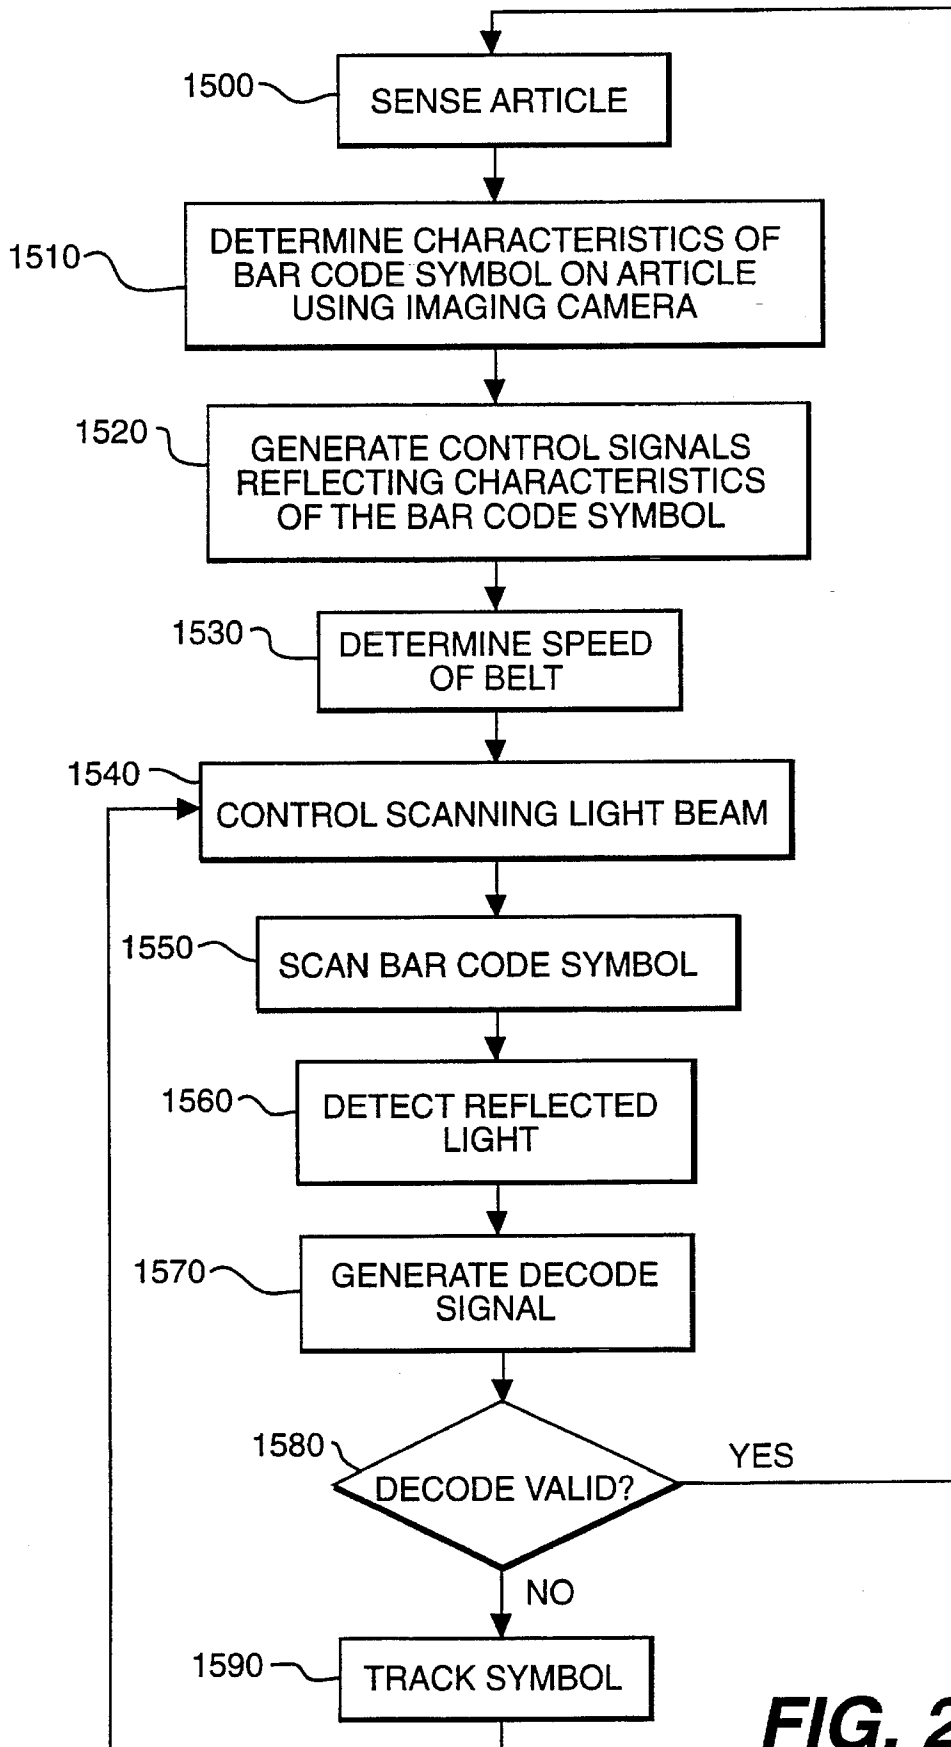 1500
SENSE ARTICLE
1510
DETERMINE CHARACTERISTICS OF
BAR CODE SYMBOL ON ARTICLE
USING IMAGING CAMERA
1520
GENERATE CONTROL SIGNALS
REFLECTING CHARACTERISTICS
OF THE BAR CODE SYMBOL
1530
DETERMINE SPEED
OF BELT
1540
CONTROL SCANNING LIGHT BEAM
1550
SCAN BAR CODE SYMBOL
1560
DETECT REFLECTED
LIGHT
1570
GENERATE DECODE
SIGNAL
1580
DECODE VALID?
YES
NO
1590
TRACK SYMBOL
FIG. 2